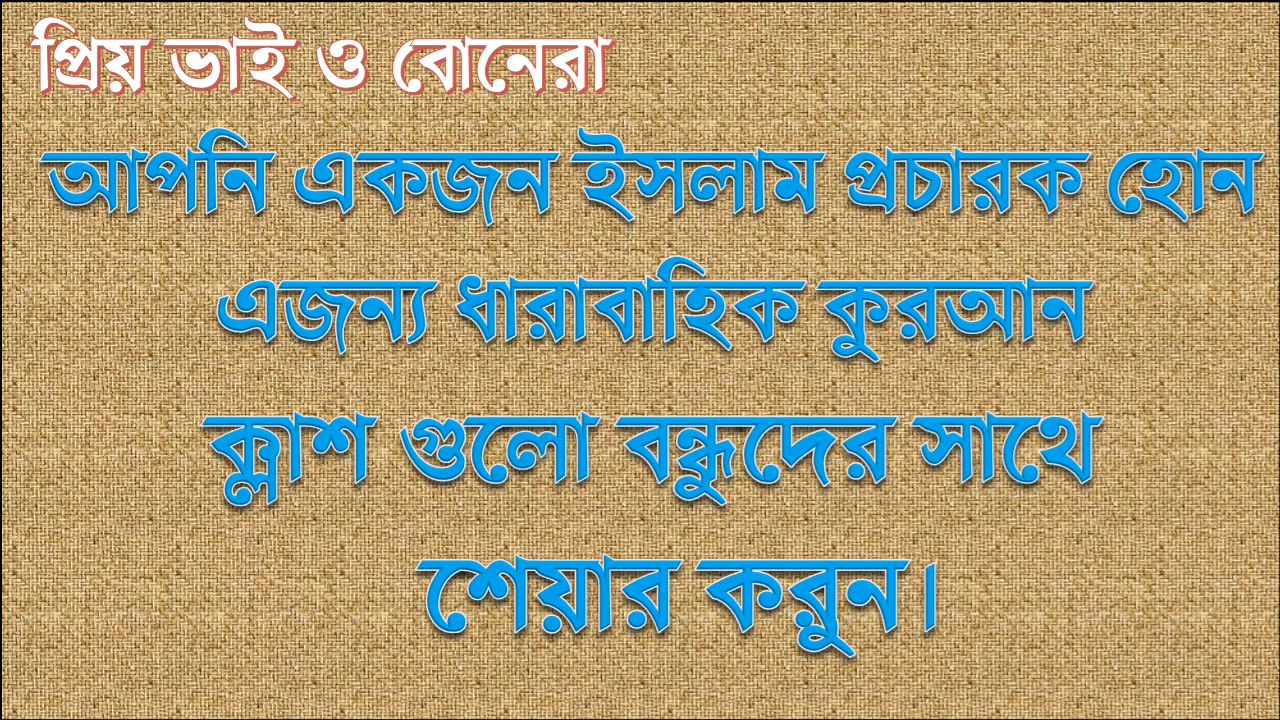 প্রিয় ভাই ও বোনেরা
আপনি একজন ইসলাম প্রচারক হোন
এজন্য ধারাবাহিক কুরআন
ক্লাশ গুলো বন্ধুদের সাথে
শেয়ার করুন।